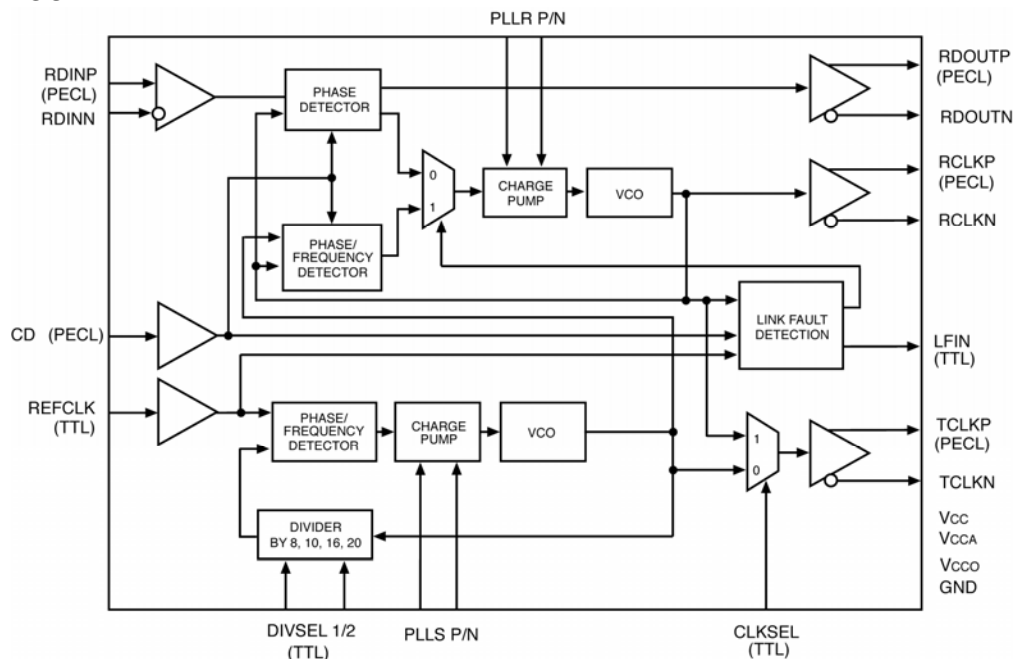 PLLR P/N
RDINP
(PECL)
RDINN
PHASE
DETECTOR
RDOUTP
(PECL)
RDOUTN
0
1
CHARGE
PUMP
VCO
RCLKP
(PECL)
RCLKN
PHASE/
FREQUENCY
DETECTOR
CD (PECL)
LINK FAULT
DETECTION
LFIN
(TTL)
REFCLK
(TTL)
PHASE/
FREQUENCY
DETECTOR
CHARGE
PUMP
VCO
1
0
TCLKP
(PECL)
TCLKN
DIVIDER
BY 8, 10, 16, 20
VCC
VCCA
VCCO
GND
DIVSEL 1/2
(TTL)
PLLS P/N
CLKSEL
(TTL)